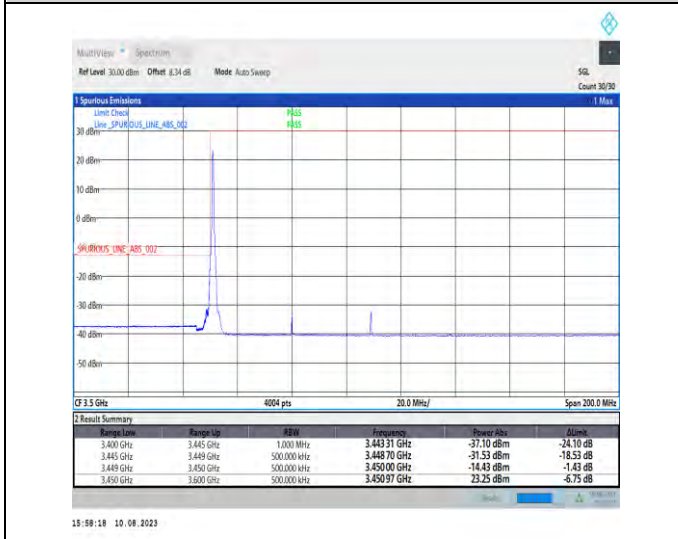 MultiView Spectrum
Ref Level 30.00 dBm Offset 8.34 dB Mode Auto Sweep SGL
Count 30/30
1 Spurious Emissions 1 Max
Limit Check PASS
Line _SPURIOUS_LINE_ABS_002 PASS
30 dBm
20 dBm
10 dBm
0 dBm
_SPURIOUS_LINE_ABS_002
-20 dBm
-30 dBm
-40 dBm
-50 dBm
CF 3.5 GHz 4004 pts 20.0 MHz/ Span 200.0 MHz
2 Result Summary
Range Low Range Up RBW Frequency Power Abs ΔLimit
3.400 GHz 3.445 GHz 1.000 MHz 3.443 31 GHz -37.10 dBm -24.10 dB
3.445 GHz 3.449 GHz 500.000 kHz 3.448 70 GHz -31.53 dBm -18.53 dB
3.449 GHz 3.450 GHz 500.000 kHz 3.450 00 GHz -14.43 dBm -1.43 dB
3.450 GHz 3.600 GHz 500.000 kHz 3.450 97 GHz 23.25 dBm -6.75 dB
15:58:18 10.08.2023